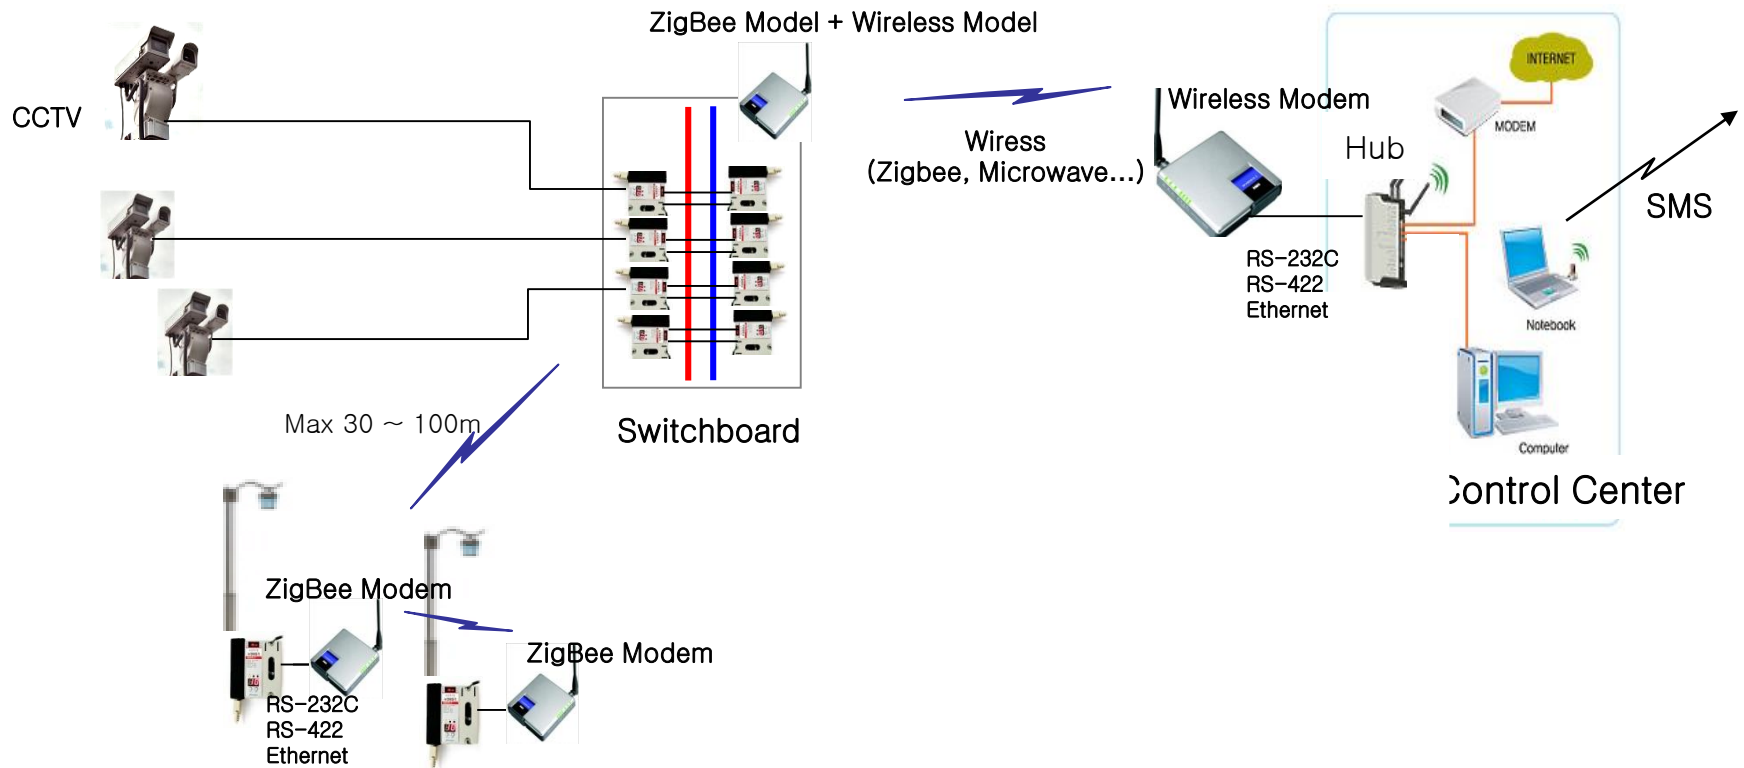 ZigBee Model + Wireless Model
CCTV
INTERNET
Wireless Modem
MODEM
Hub
Wiress
(Zigbee, Microwave...)
SMS
RS-232C
RS-422
Ethernet
Notebook
Max 30 ~ 100m
Switchboard
Computer
Control Center
ZigBee Modem
ZigBee Modem
RS-232C
RS-422
Ethernet